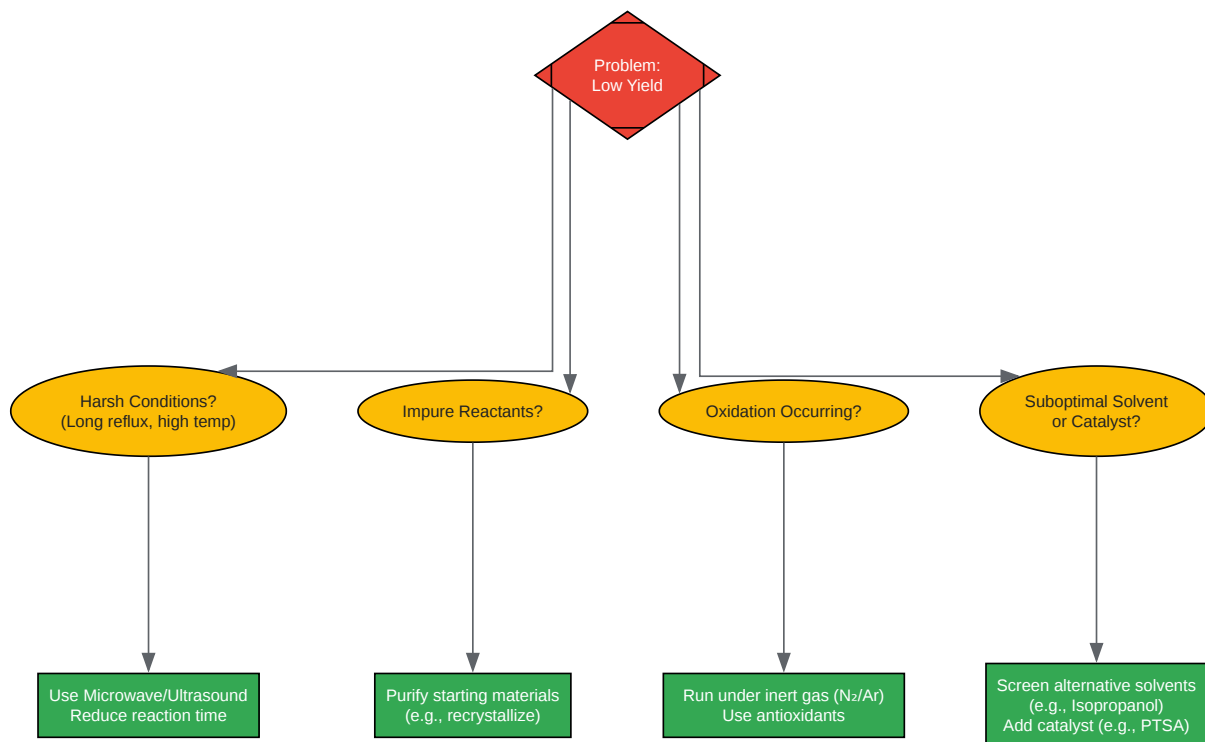 Problem:
Low Yield
Harsh Conditions?
(Long reflux, high temp)
Impure Reactants?
Oxidation Occurring?
Suboptimal Solvent
or Catalyst?
Use Microwave/Ultrasound
Reduce reaction time
Purify starting materials
(e.g., recrystallize)
Run under inert gas (N₂/Ar)
Use antioxidants
Screen alternative solvents
(e.g., Isopropanol)
Add catalyst (e.g., PTSA)